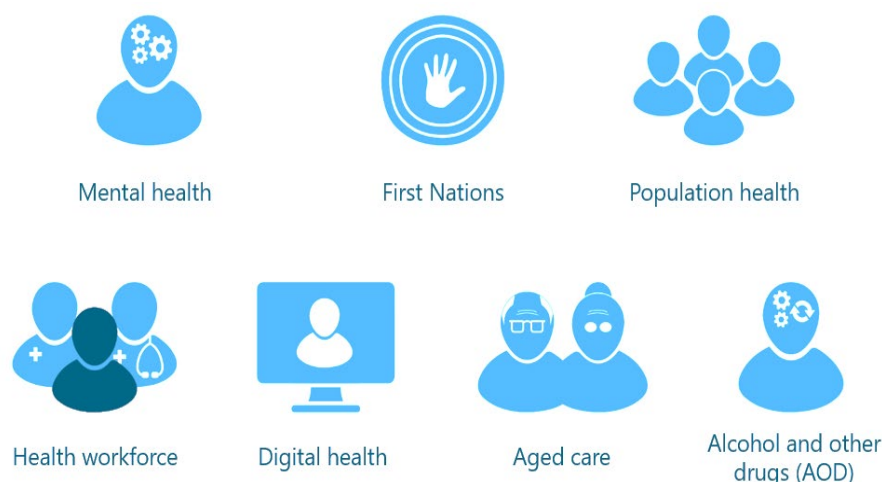 Mental health
First Nations
Population health
Health workforce
Digital health
Aged care
Alcohol and other
drugs (AOD)